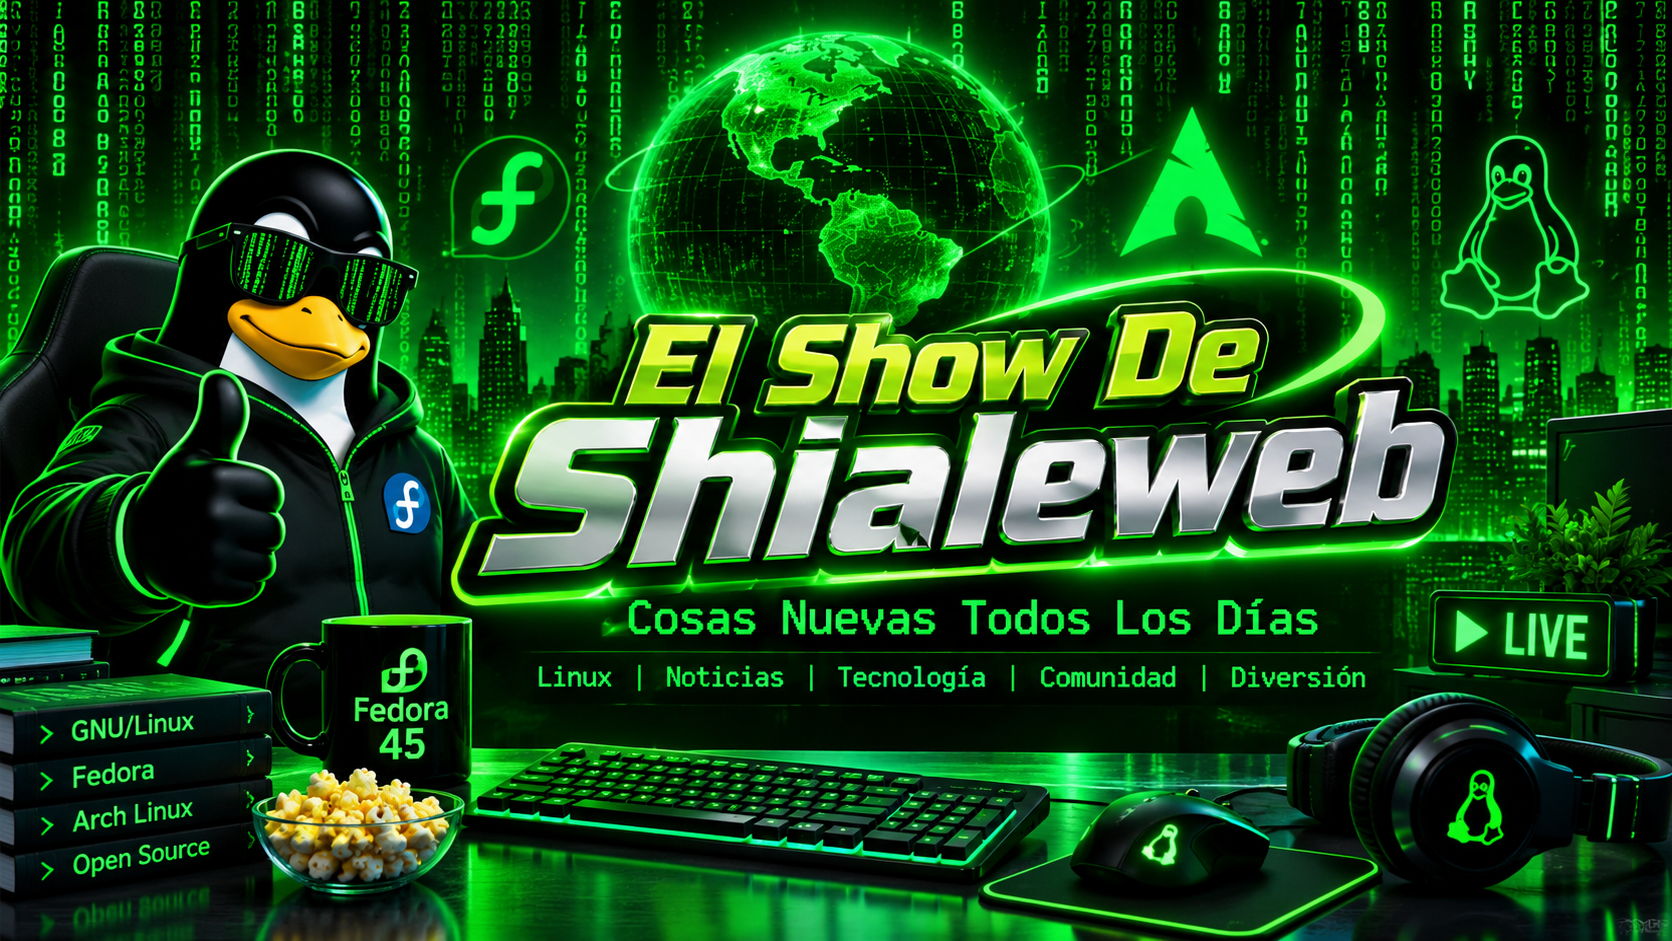 El Show De
Shialeweb
Cosas Nuevas Todos Los Días
Linux | Noticias | Tecnología | Comunidad | Diversión
LIVE
Fedora
45
> GNU/Linux
> Fedora
> Arch Linux
> Open Source